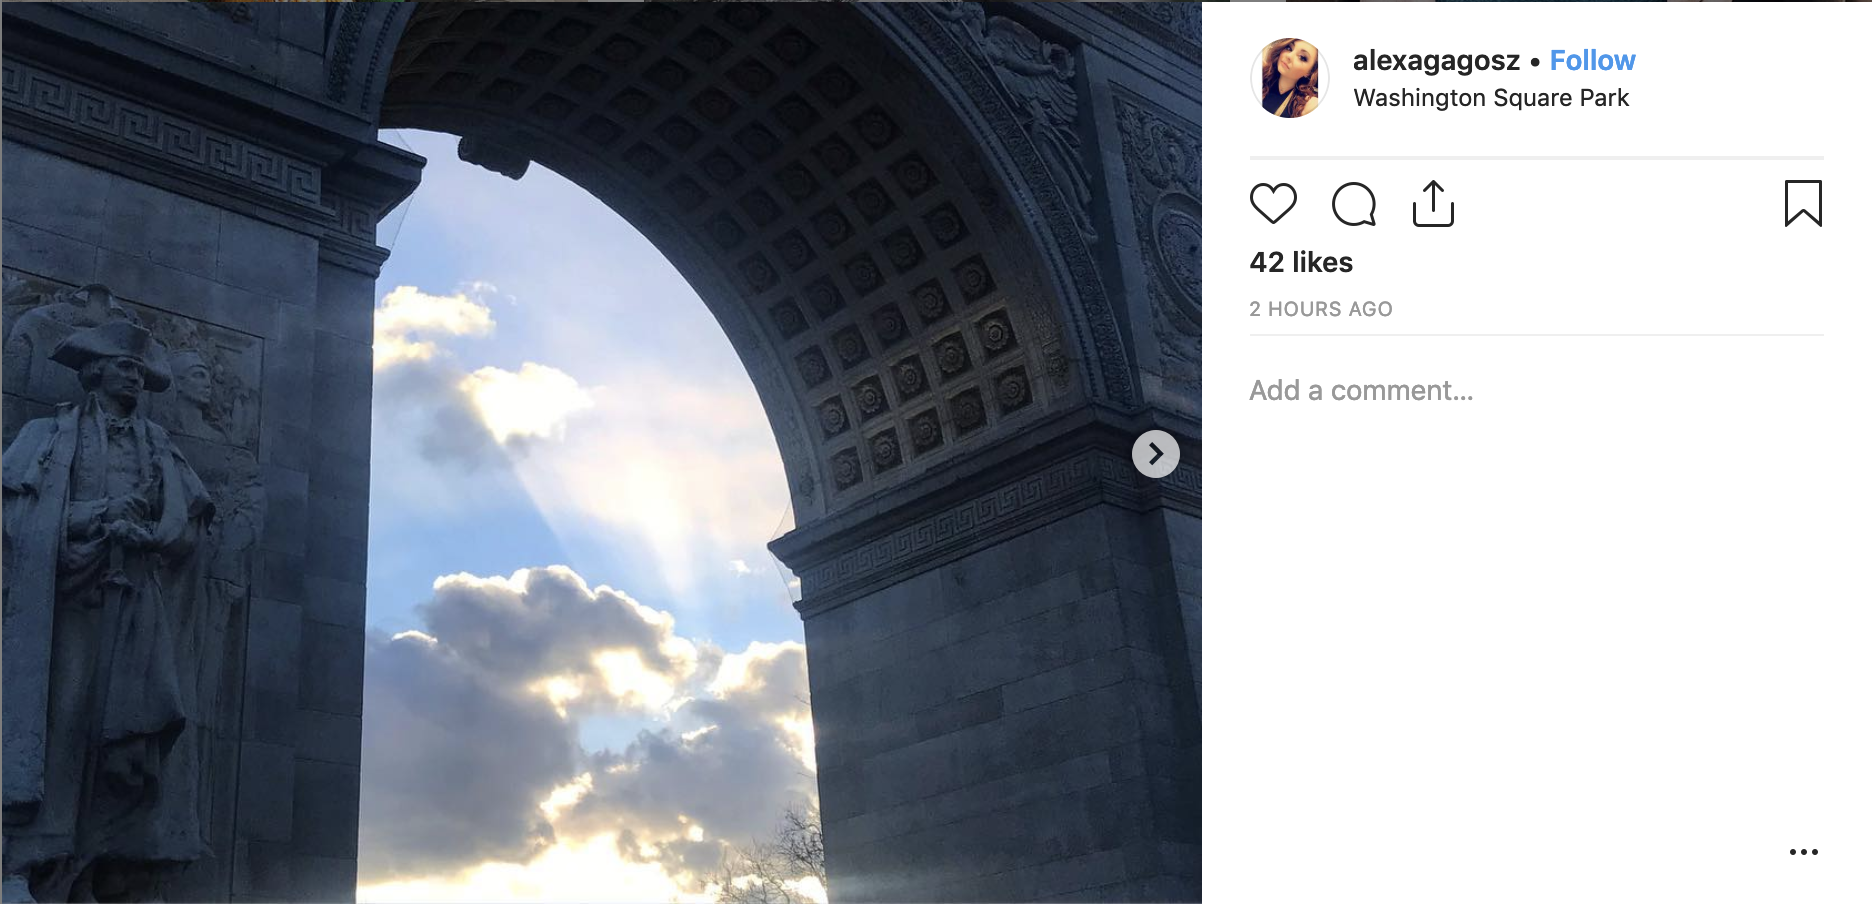 alexagagosz • Follow
Washington Square Park
42 likes
2 HOURS AGO
Add a comment...